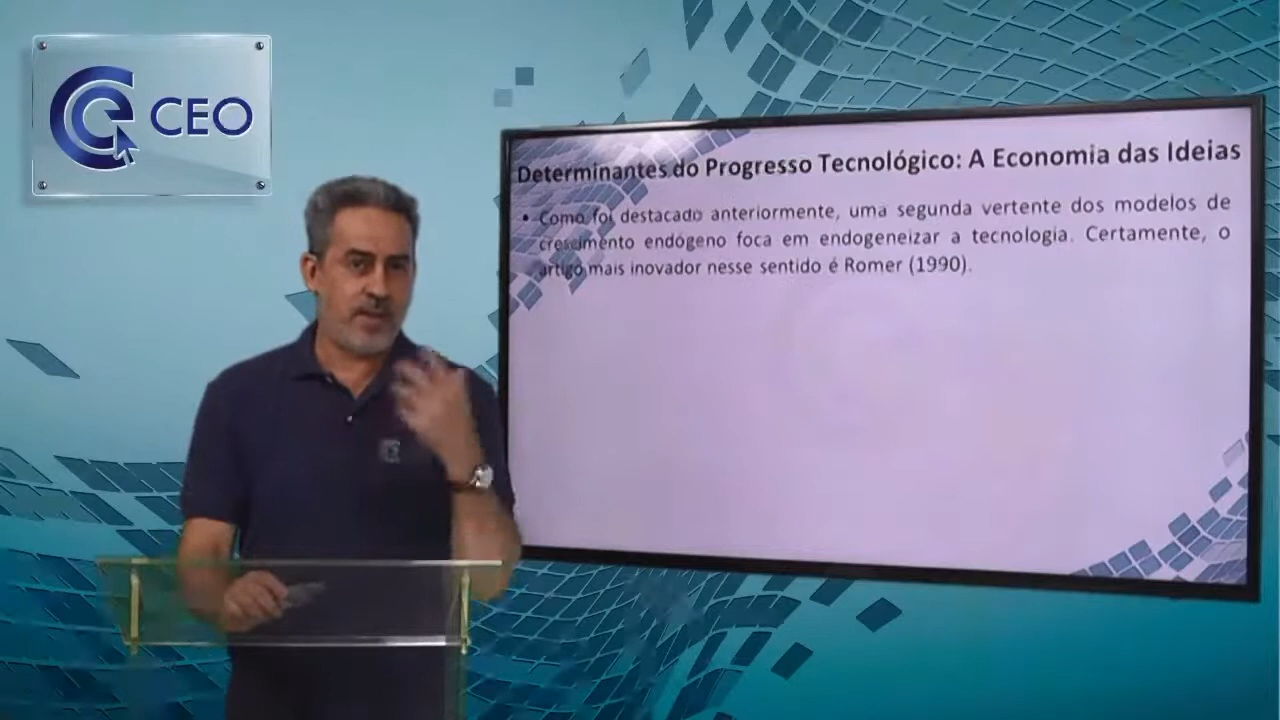 CEO
Determinantes do Progresso Tecnológico: A Economia das Ideias
• Como foi destacado anteriormente, uma segunda vertente dos modelos de
crescimento endógeno foca em endogeneizar a tecnologia. Certamente, o
artigo mais inovador nesse sentido é Romer (1990).